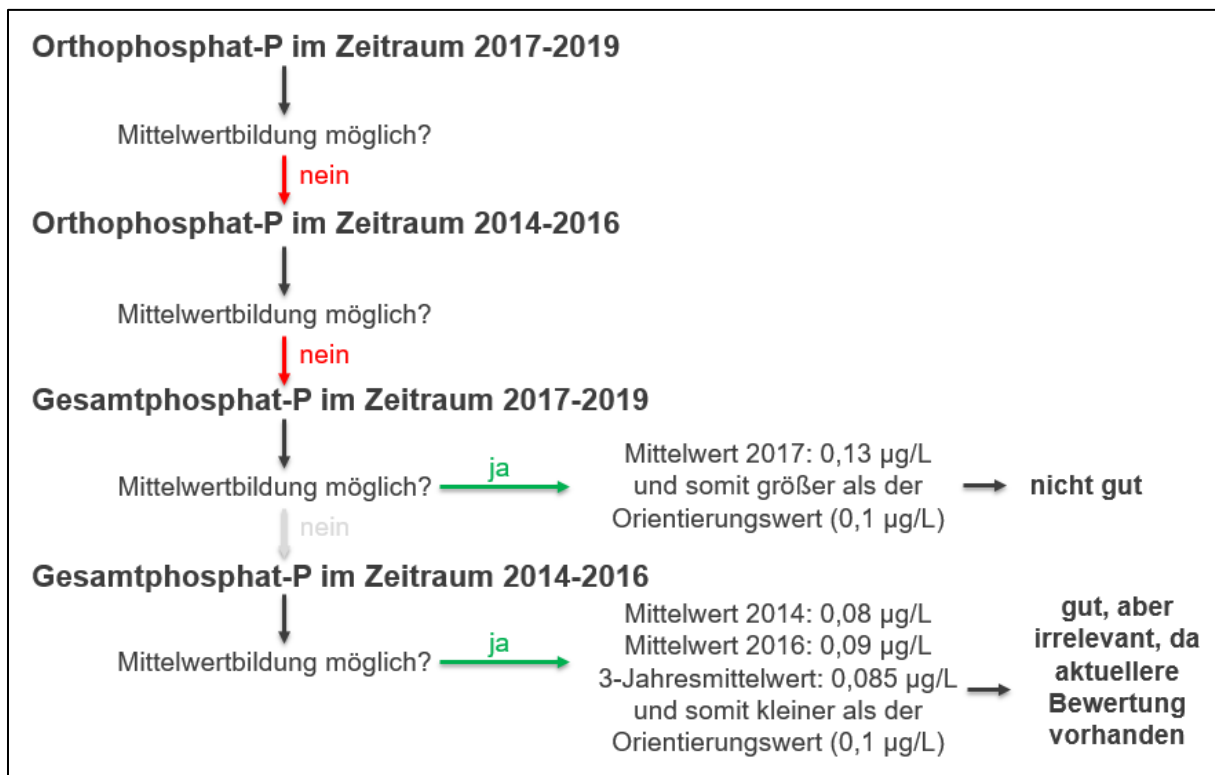 Orthophosphat-P im Zeitraum 2017-2019
Mittelwertbildung möglich?
nein
Orthophosphat-P im Zeitraum 2014-2016
Mittelwertbildung möglich?
nein
Gesamtphosphat-P im Zeitraum 2017-2019
Mittelwertbildung möglich?
ja
Mittelwert 2017: 0,13 µg/L
und somit größer als der
Orientierungswert (0,1 µg/L)
nicht gut
nein
Gesamtphosphat-P im Zeitraum 2014-2016
Mittelwertbildung möglich?
ja
Mittelwert 2014: 0,08 µg/L
Mittelwert 2016: 0,09 µg/L
3-Jahresmittelwert: 0,085 µg/L
und somit kleiner als der
Orientierungswert (0,1 µg/L)
gut, aber
irrelevant, da
aktuellere
Bewertung
vorhanden